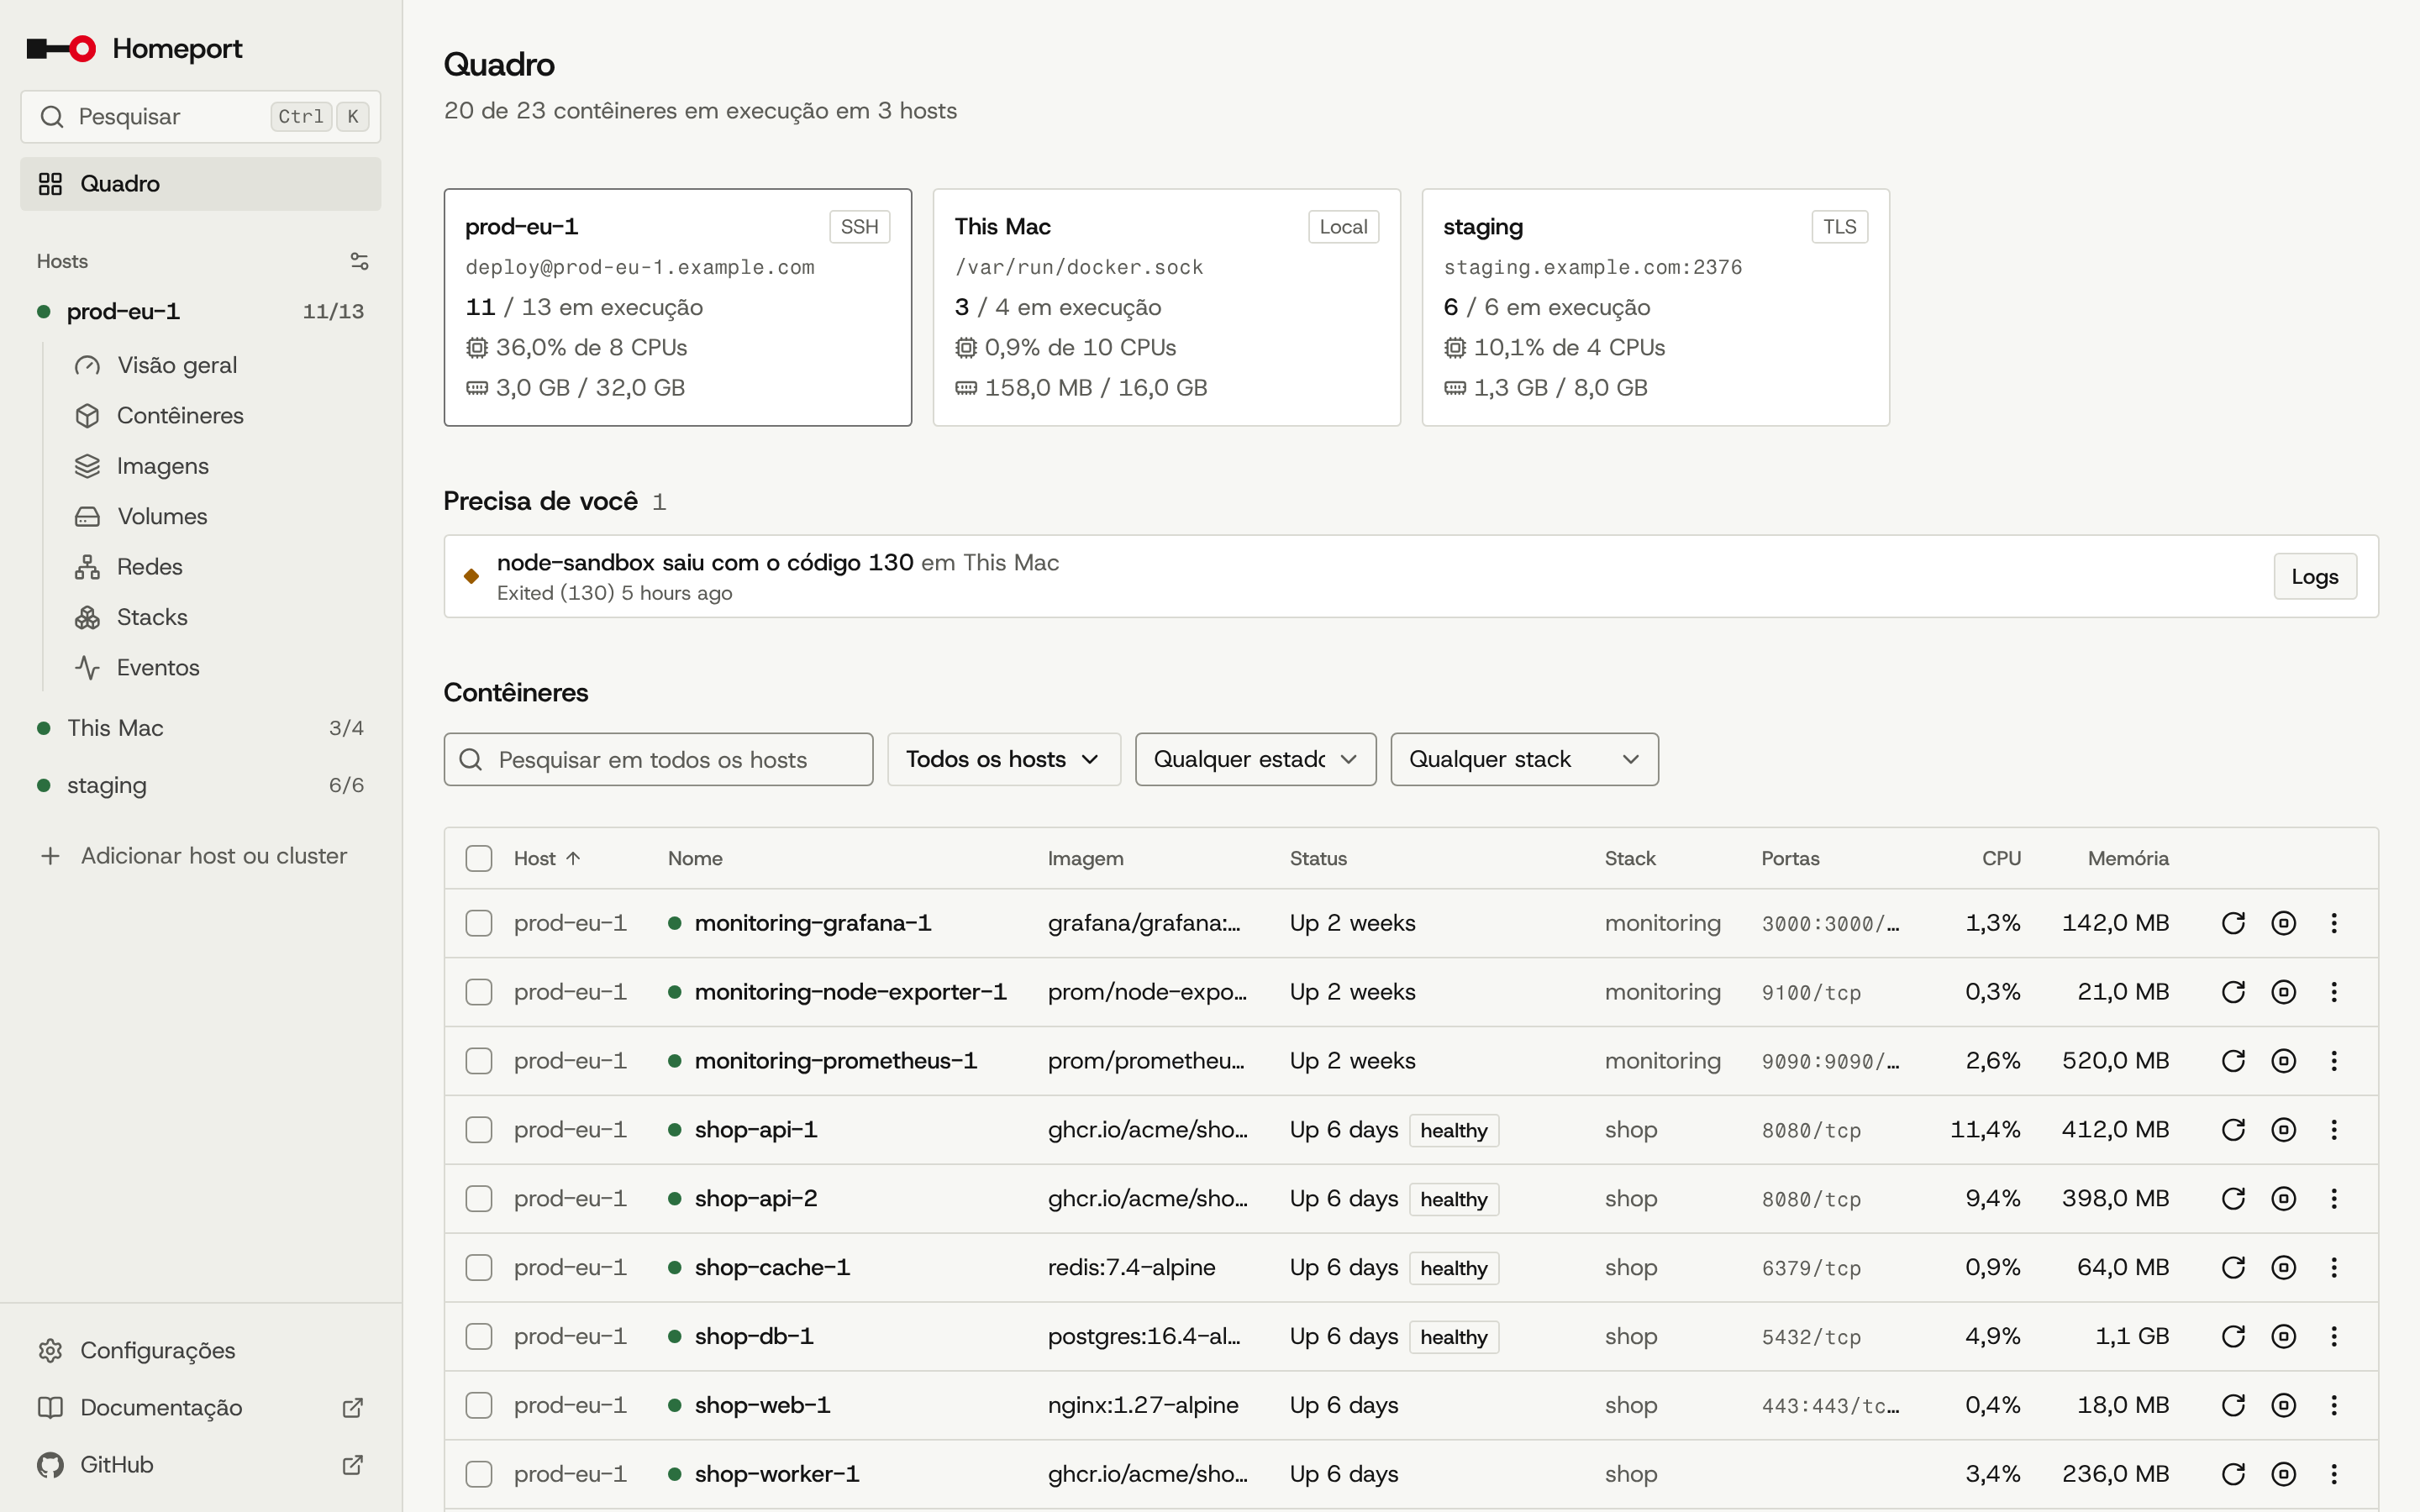 Homeport
Pesquisar Ctrl K
Quadro
Hosts
prod-eu-1 11/13
Visão geral
Contêineres
Imagens
Volumes
Redes
Stacks
Eventos
This Mac 3/4
staging 6/6
Adicionar host ou cluster
Configurações
Documentação
GitHub
Quadro
20 de 23 contêineres em execução em 3 hosts
prod-eu-1 SSH
deploy@prod-eu-1.example.com
11 / 13 em execução
36,0% de 8 CPUs
3,0 GB / 32,0 GB
This Mac Local
/var/run/docker.sock
3 / 4 em execução
0,9% de 10 CPUs
158,0 MB / 16,0 GB
staging TLS
staging.example.com:2376
6 / 6 em execução
10,1% de 4 CPUs
1,3 GB / 8,0 GB
Precisa de você 1
node-sandbox saiu com o código 130 em This Mac
Exited (130) 5 hours ago
Logs
Contêineres
Pesquisar em todos os hosts Todos os hosts Qualquer estado Qualquer stack
Host Nome Imagem Status Stack Portas CPU Memória
prod-eu-1 monitoring-grafana-1 grafana/grafana:... Up 2 weeks monitoring 3000:3000/... 1,3% 142,0 MB
prod-eu-1 monitoring-node-exporter-1 prom/node-expo... Up 2 weeks monitoring 9100/tcp 0,3% 21,0 MB
prod-eu-1 monitoring-prometheus-1 prom/prometheu... Up 2 weeks monitoring 9090:9090/... 2,6% 520,0 MB
prod-eu-1 shop-api-1 ghcr.io/acme/sho... Up 6 days healthy shop 8080/tcp 11,4% 412,0 MB
prod-eu-1 shop-api-2 ghcr.io/acme/sho... Up 6 days healthy shop 8080/tcp 9,4% 398,0 MB
prod-eu-1 shop-cache-1 redis:7.4-alpine Up 6 days healthy shop 6379/tcp 0,9% 64,0 MB
prod-eu-1 shop-db-1 postgres:16.4-al... Up 6 days healthy shop 5432/tcp 4,9% 1,1 GB
prod-eu-1 shop-web-1 nginx:1.27-alpine Up 6 days shop 443:443/tc... 0,4% 18,0 MB
prod-eu-1 shop-worker-1 ghcr.io/acme/sho... Up 6 days shop 3,4% 236,0 MB